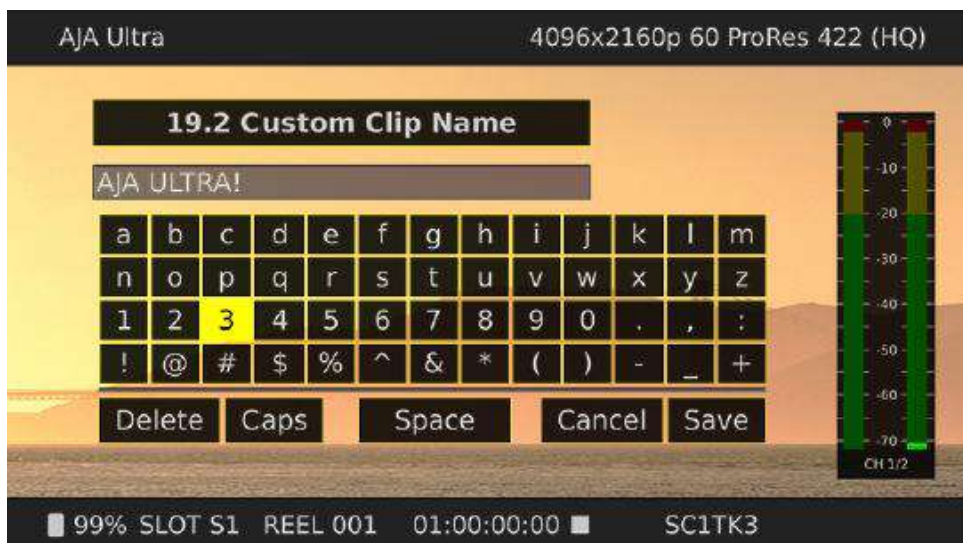 AJA Ultra 4096x2160p 60 ProRes 422 (HQ)
19.2 Custom Clip Name
AJA ULTRA!
a b c d e f g h i j k l m
n o p q r s t u v w x y z
1 2 3 4 5 6 7 8 9 0 . , :
! @ # $ % ^ & * ( ) - _ +
Delete Caps Space Cancel Save
0
-10
-20
-30
-40
-50
-60
-70
CH 1/2
99% SLOT S1 REEL 001 01:00:00:00 SC1TK3